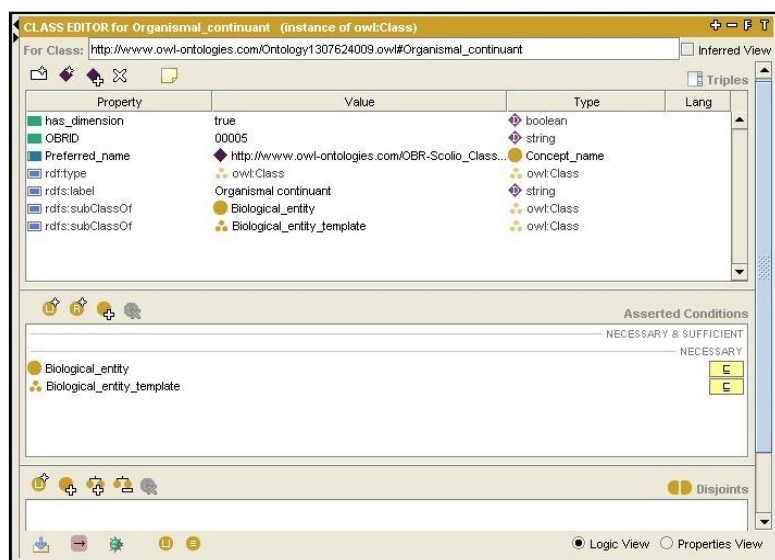 CLASS EDITOR for Organismal_continuant (instance of owl:Class)
F T
For Class: http://www.owl-ontologies.com/Ontology1307624009.owl#Organismal_continuant
Inferred View
Triples
Property Value Type Lang
has_dimension true boolean
OBRID 00005 string
Preferred_name http://www.owl-ontologies.com/OBR-Scolio_Class... Concept_name
rdf:type owl:Class owl:Class
rdfs:label Organismal continuant string
rdfs:subClassOf Biological_entity owl:Class
rdfs:subClassOf Biological_entity_template owl:Class
Asserted Conditions
NECESSARY & SUFFICIENT
NECESSARY
Biological_entity ⊑
Biological_entity_template ⊑
Disjoints
Logic View Properties View